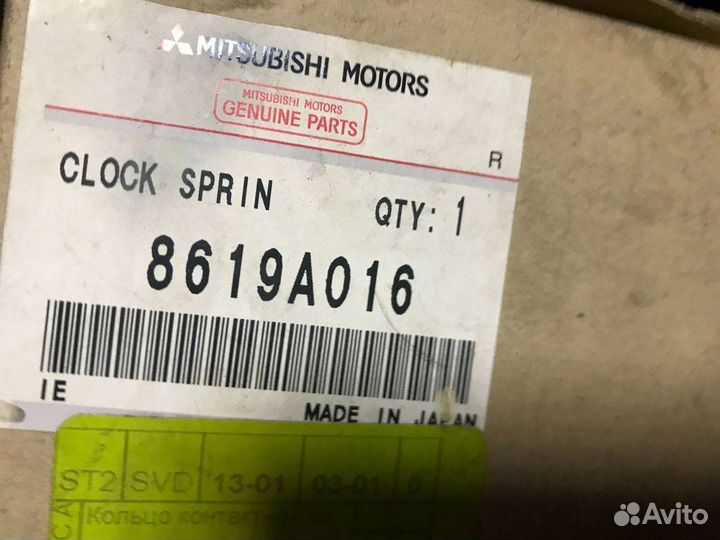 MITSUBISHI MOTORS
MITSUBISHI MOTORS
GENUINE PARTS
R
CLOCK SPRIN QTY: 1
8619A016
IE MADE IN JAPAN
ST2 SVD 13-01 03-01 0
Кольцо контакт
Avito